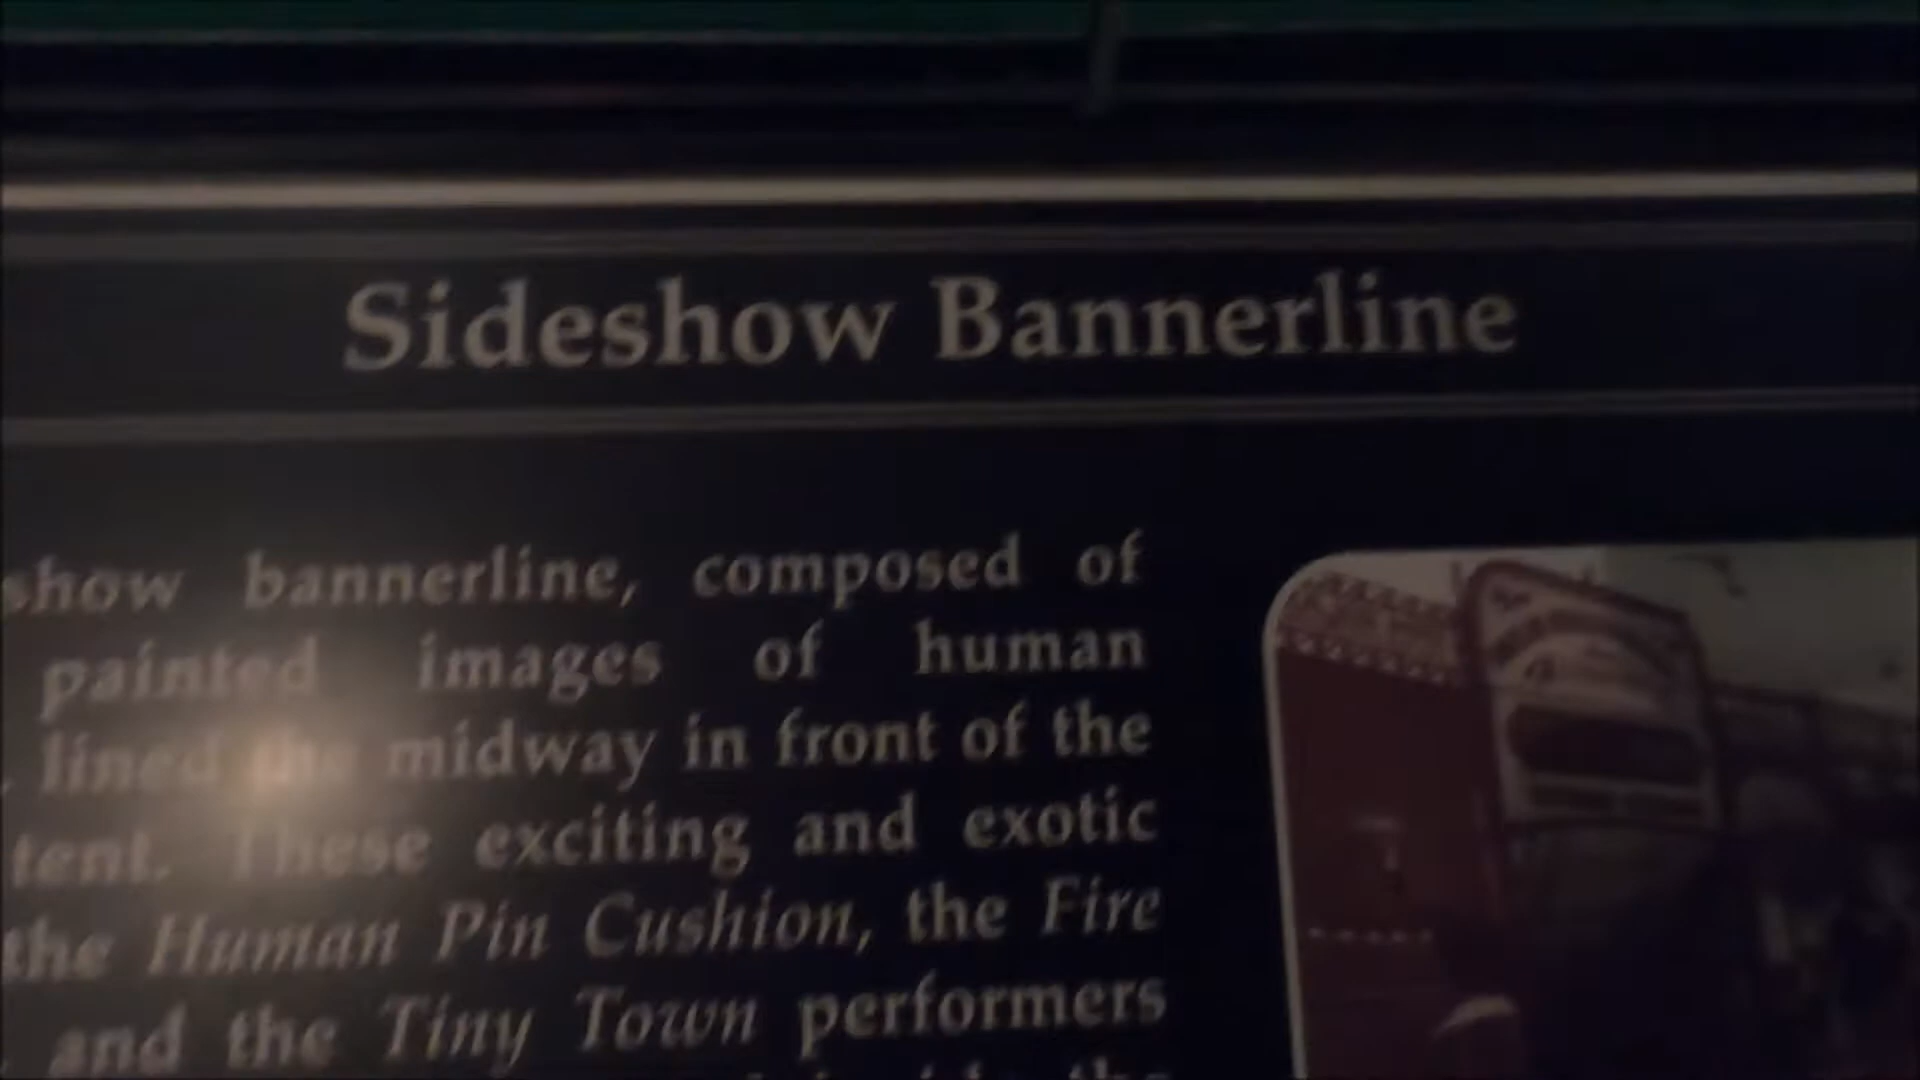 Sideshow Bannerline
show bannerline, composed of
painted images of human
lined the midway in front of the
tent. These exciting and exotic
the Human Pin Cushion, the Fire
and the Tiny Town performers